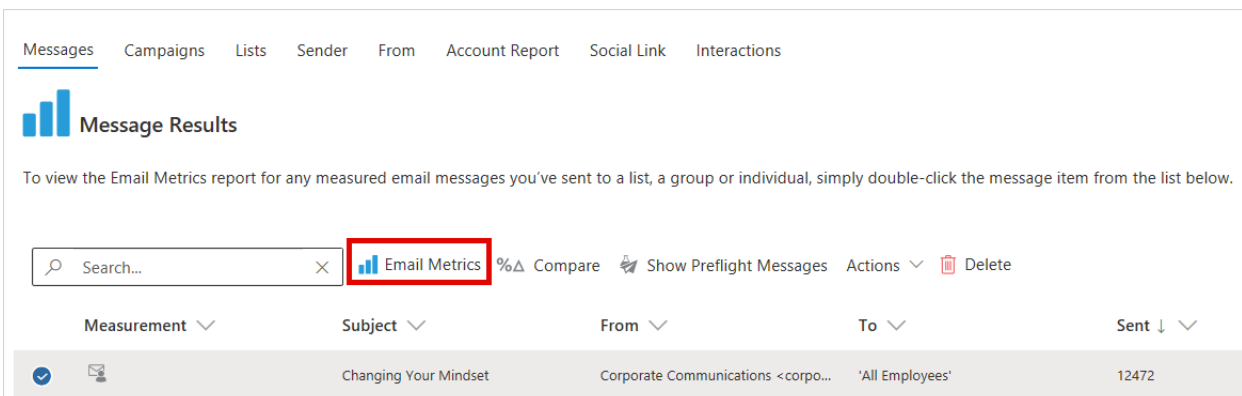 Messages Campaigns Lists Sender From Account Report Social Link Interactions
Message Results
To view the Email Metrics report for any measured email messages you've sent to a list, a group or individual, simply double-click the message item from the list below.
Search... Email Metrics %Δ Compare Show Preflight Messages Actions Delete
Measurement Subject From To Sent ↓
Changing Your Mindset Corporate Communications <corpo... 'All Employees' 12472